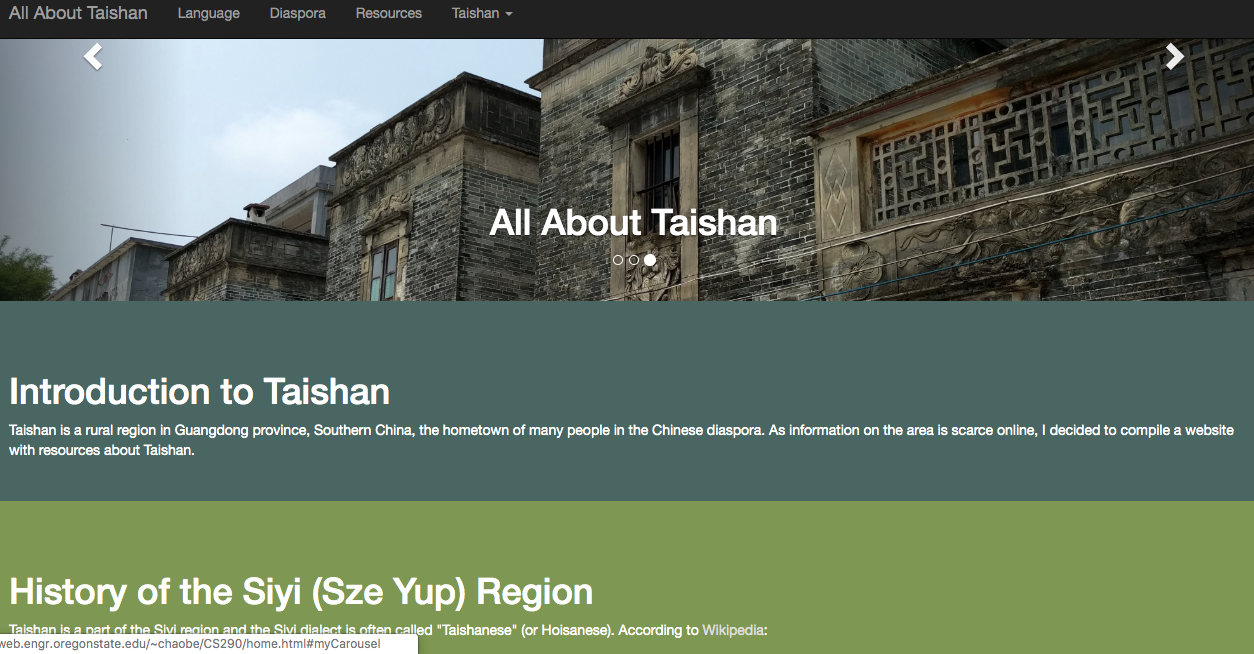 All About Taishan Language Diaspora Resources Taishan
All About Taishan
Introduction to Taishan
Taishan is a rural region in Guangdong province, Southern China, the hometown of many people in the Chinese diaspora. As information on the area is scarce online, I decided to compile a website
with resources about Taishan.
History of the Siyi (Sze Yup) Region
Taishan is a part of the Siyi region and the Siyi dialect is often called "Taishanese" (or Hoisanese). According to Wikipedia:
web.engr.oregonstate.edu/~chaobe/CS290/home.html#myCarousel